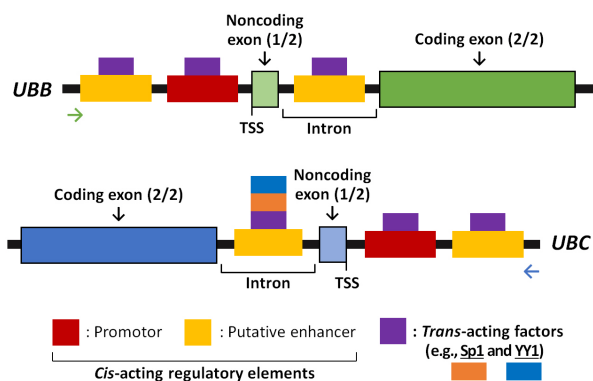 Noncoding
exon (1/2)
Coding exon (2/2)
UBB
TSS
Intron
Noncoding
exon (1/2)
Coding exon (2/2)
UBC
Intron
TSS
: Promotor
: Putative enhancer
: Trans-acting factors
(e.g., Sp1 and YY1)
Cis-acting regulatory elements